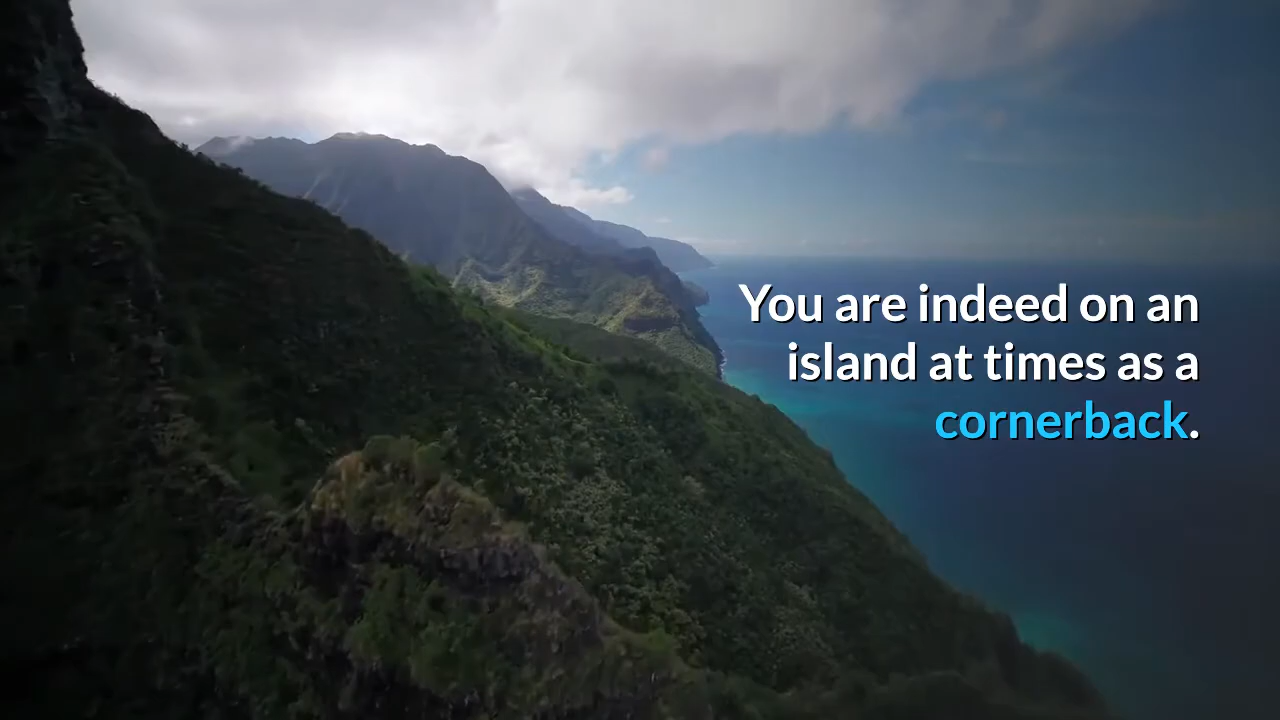 You are indeed on an
island at times as a
cornerback.